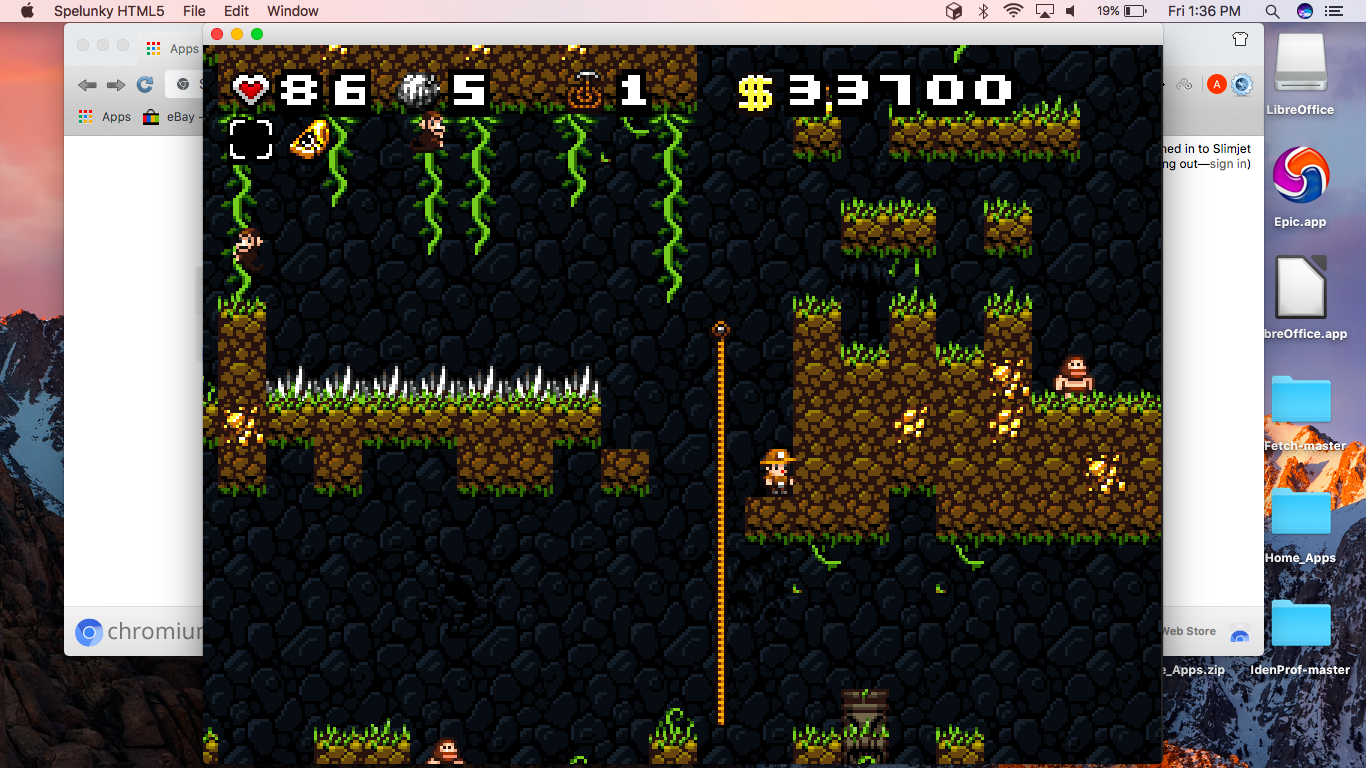 Spelunky HTML5 File Edit Window 19% Fri 1:36 PM
Apps
86 5 1 $33700
A
LibreOffice
Apps eBay
ned in to Slimjet
ng out—sign in)
Epic.app
breOffice.app
Fetch-master
Home_Apps
chromiur
Web Store
e_Apps.zip IdenProf-master